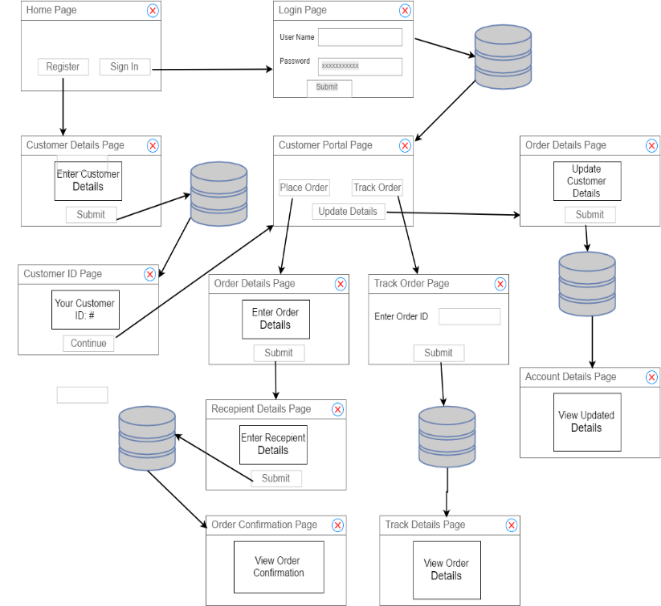 Home Page
Register
Sign In
Login Page
User Name
Password
xxxxxxxxxxx
Submit
Customer Details Page
Enter Customer
Details
Submit
Customer Portal Page
Place Order
Track Order
Update Details
Order Details Page
Update
Customer
Details
Submit
Customer ID Page
Your Customer
ID: #
Continue
Order Details Page
Enter Order
Details
Submit
Track Order Page
Enter Order ID
Submit
Account Details Page
View Updated
Details
Recepient Details Page
Enter Recepient
Details
Submit
Order Confirmation Page
View Order
Confirmation
Track Details Page
View Order
Details